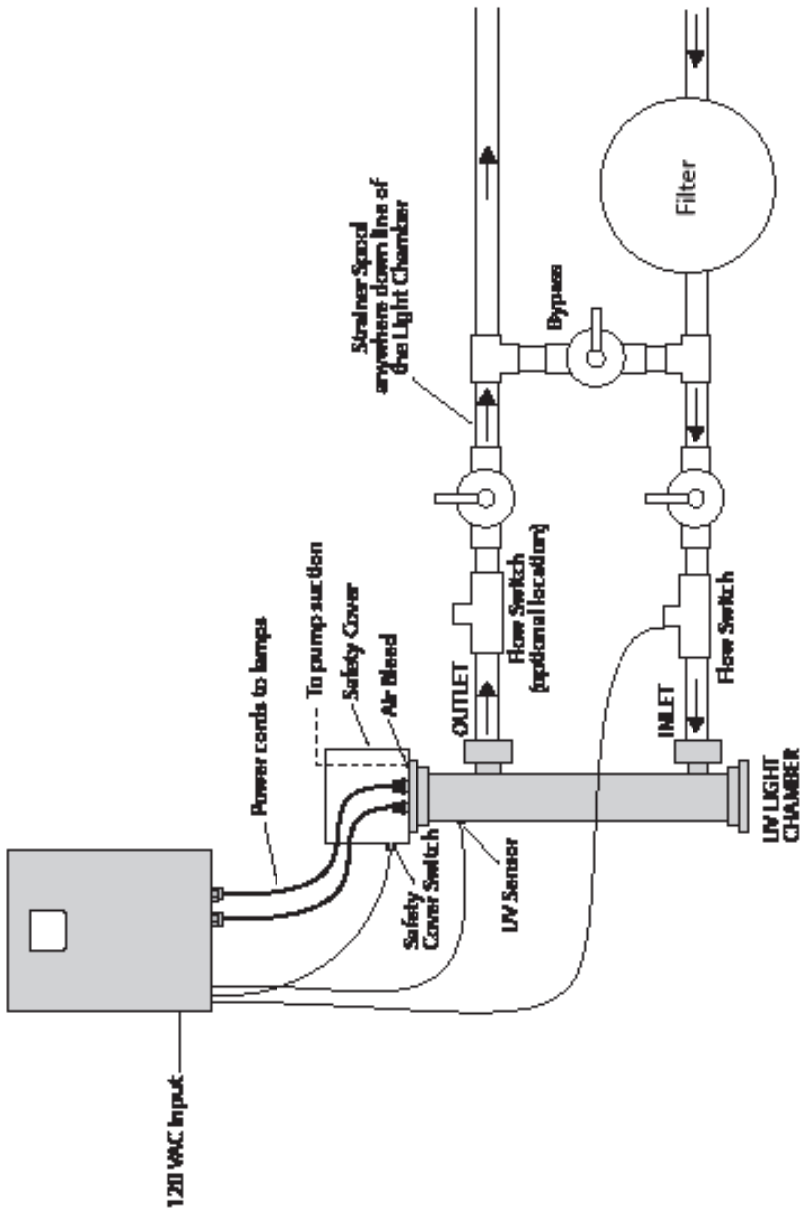 120 VAC Input
Power cords to lamps
To pump suction
Safety Cover
Air Bleed
Safety
Cover Switch
UV Sensor
OUTLET
INLET
UV LIGHT
CHAMBER
Flow Switch
(optional location)
Flow Switch
Strainer Spool
anywhere down line of
the Light Chamber
Bypass
Filter